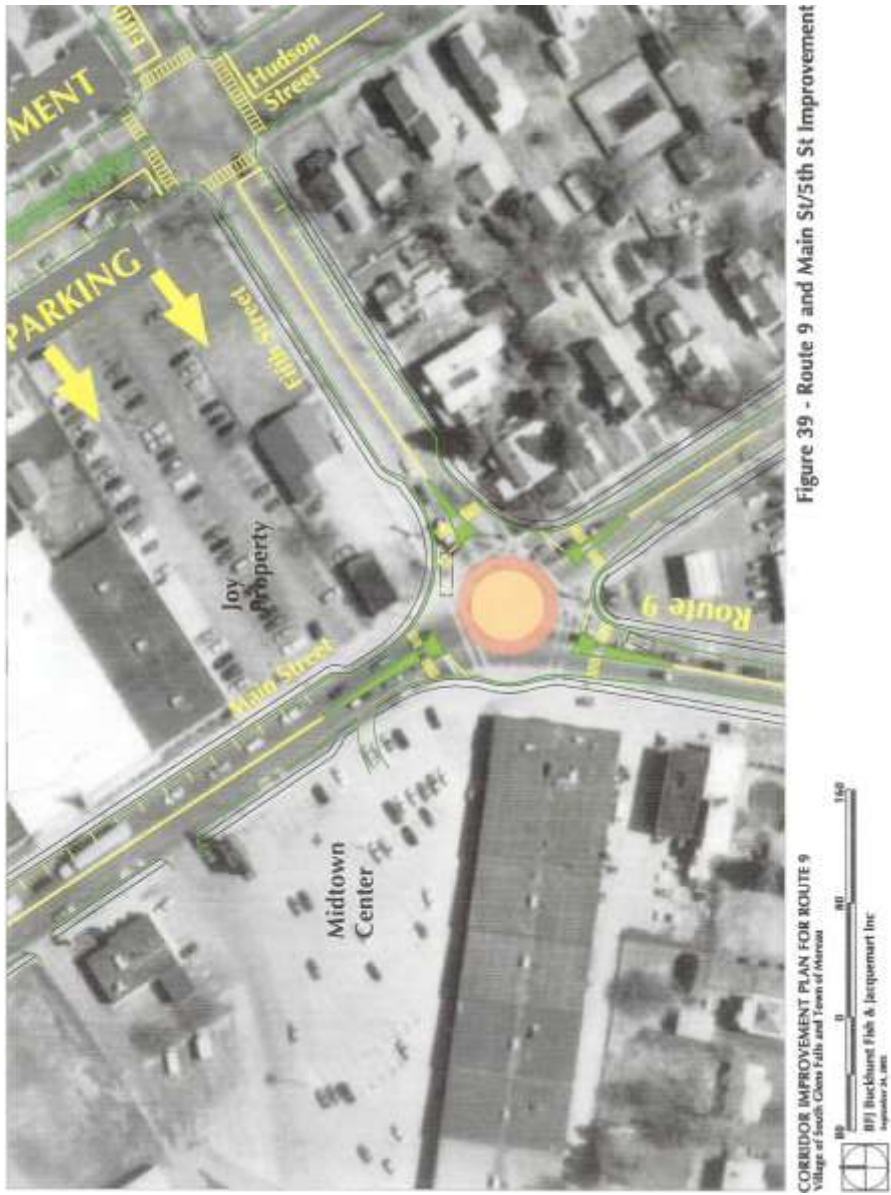 Fifth
Hudson
Street
MENT
PARKING
Fifth Street
Joy
Property
Main Street
Route 9
Midtown
Center
Figure 39 - Route 9 and Main St/5th St Improvement
CORRIDOR IMPROVEMENT PLAN FOR ROUTE 9
Village of South Glens Falls and Town of Moreau
80 0 80 160
BFJ Buckhurst Fish & Jacquemart Inc